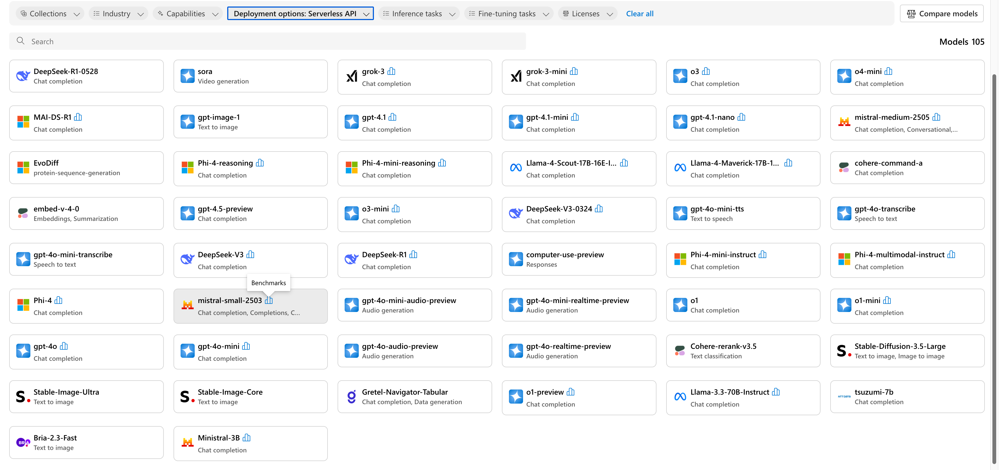 Collections
Industry
Capabilities
Deployment options: Serverless API
Inference tasks
Fine-tuning tasks
Licenses
Clear all
Compare models
Search
Models 105
DeepSeek-R1-0528
Chat completion
sora
Video generation
grok-3
Chat completion
grok-3-mini
Chat completion
o3
Chat completion
o4-mini
Chat completion
MAI-DS-R1
Chat completion
gpt-image-1
Text to image
gpt-4.1
Chat completion
gpt-4.1-mini
Chat completion
gpt-4.1-nano
Chat completion
mistral-medium-2505
Chat completion, Conversational,...
EvoDiff
protein-sequence-generation
Phi-4-reasoning
Chat completion
Phi-4-mini-reasoning
Chat completion
Llama-4-Scout-17B-16E-I...
Chat completion
Llama-4-Maverick-17B-1...
Chat completion
cohere-command-a
Chat completion
embed-v-4-0
Embeddings, Summarization
gpt-4.5-preview
Chat completion
o3-mini
Chat completion
DeepSeek-V3-0324
Chat completion
gpt-4o-mini-tts
Text to speech
gpt-4o-transcribe
Speech to text
gpt-4o-mini-transcribe
Speech to text
DeepSeek-V3
Chat completion
DeepSeek-R1
Chat completion
computer-use-preview
Responses
Phi-4-mini-instruct
Chat completion
Phi-4-multimodal-instruct
Chat completion
Benchmarks
Phi-4
Chat completion
mistral-small-2503
Chat completion, Completions, C...
gpt-4o-mini-audio-preview
Audio generation
gpt-4o-mini-realtime-preview
Audio generation
o1
Chat completion
o1-mini
Chat completion
gpt-4o
Chat completion
gpt-4o-mini
Chat completion
gpt-4o-audio-preview
Audio generation
gpt-4o-realtime-preview
Audio generation
Cohere-rerank-v3.5
Text classification
S.
Stable-Diffusion-3.5-Large
Text to image, Image to image
S.
Stable-Image-Ultra
Text to image
S.
Stable-Image-Core
Text to image
g
Gretel-Navigator-Tabular
Chat completion, Data generation
o1-preview
Chat completion
Llama-3.3-70B-Instruct
Chat completion
NTT DATA
tsuzumi-7b
Chat completion
BRIA
Bria-2.3-Fast
Text to image
Ministral-3B
Chat completion